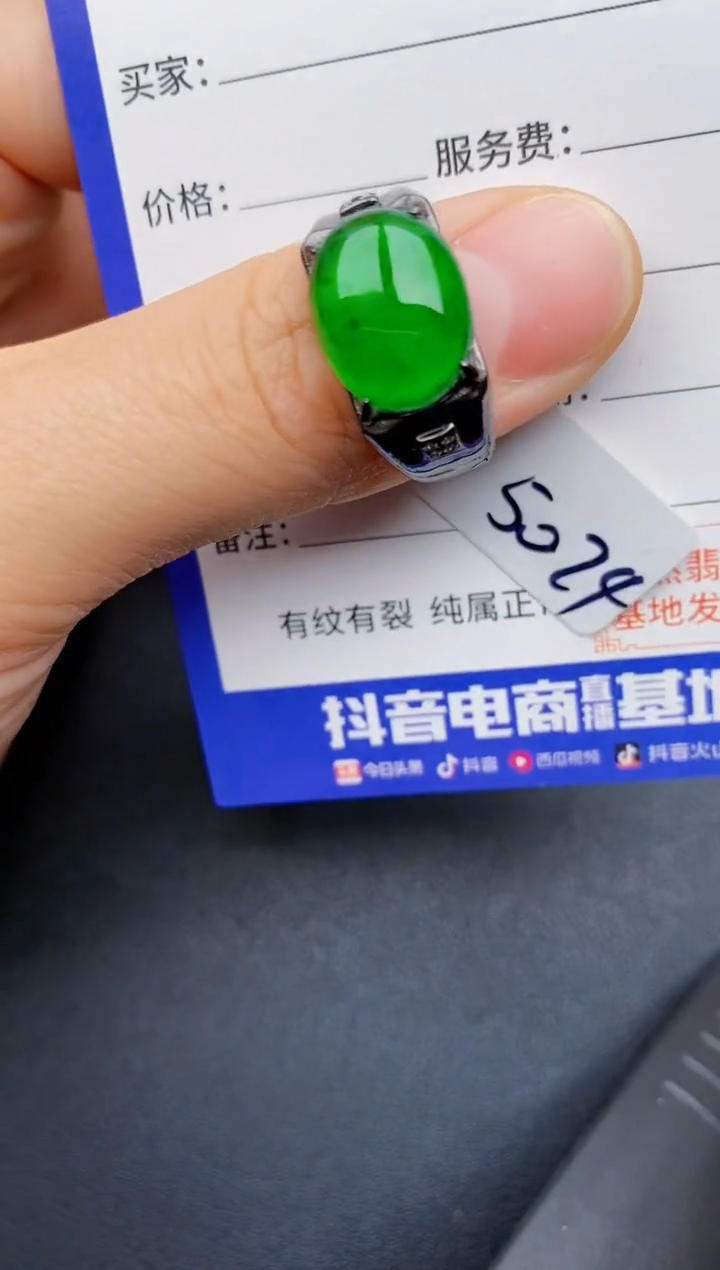 买家：
服务费：
价格：
备注：
5024
有纹有裂 纯属正
翡
基地发
抖音电商直播基地
今日头条 抖音 西瓜视频 抖音火山